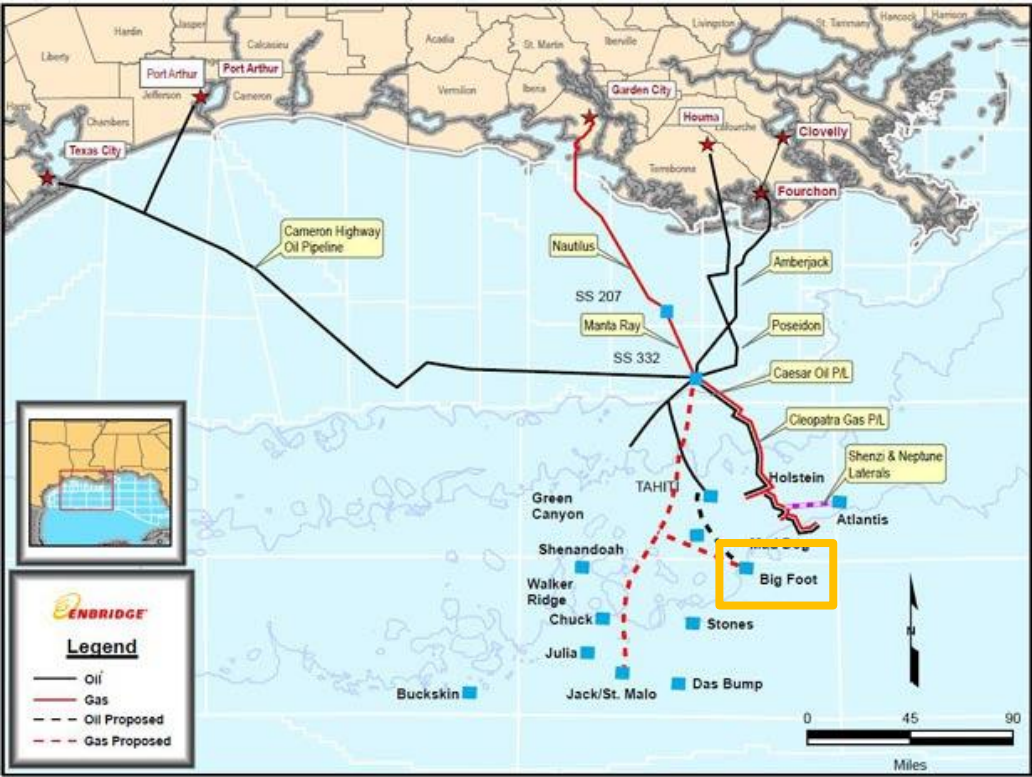 Hardin
Jasper
Calcasieu
Acadia
St. Martin
Iberville
Livingston
St. Tammany
Hancock
Harrison
Liberty
Port Arthur
Port Arthur
Jefferson
Cameron
Vermilion
Iberia
Garden City
Houma
Lafourche
Clovelly
Harris
Chambers
Texas City
Terrebonne
Fourchon
Cameron Highway
Oil Pipeline
Nautilus
Amberjack
SS 207
Manta Ray
Poseidon
SS 332
Caesar Oil P/L
Cleopatra Gas P/L
Shenzi & Neptune
Laterals
Holstein
TAHITI
Green
Canyon
Atlantis
Mad Dog
Shenandoah
Big Foot
Walker
Ridge
Chuck
Stones
Julia
Jack/St. Malo
Das Bump
Buckskin
ENBRIDGE
Legend
Oil
Gas
Oil Proposed
Gas Proposed
N
0 45 90
Miles